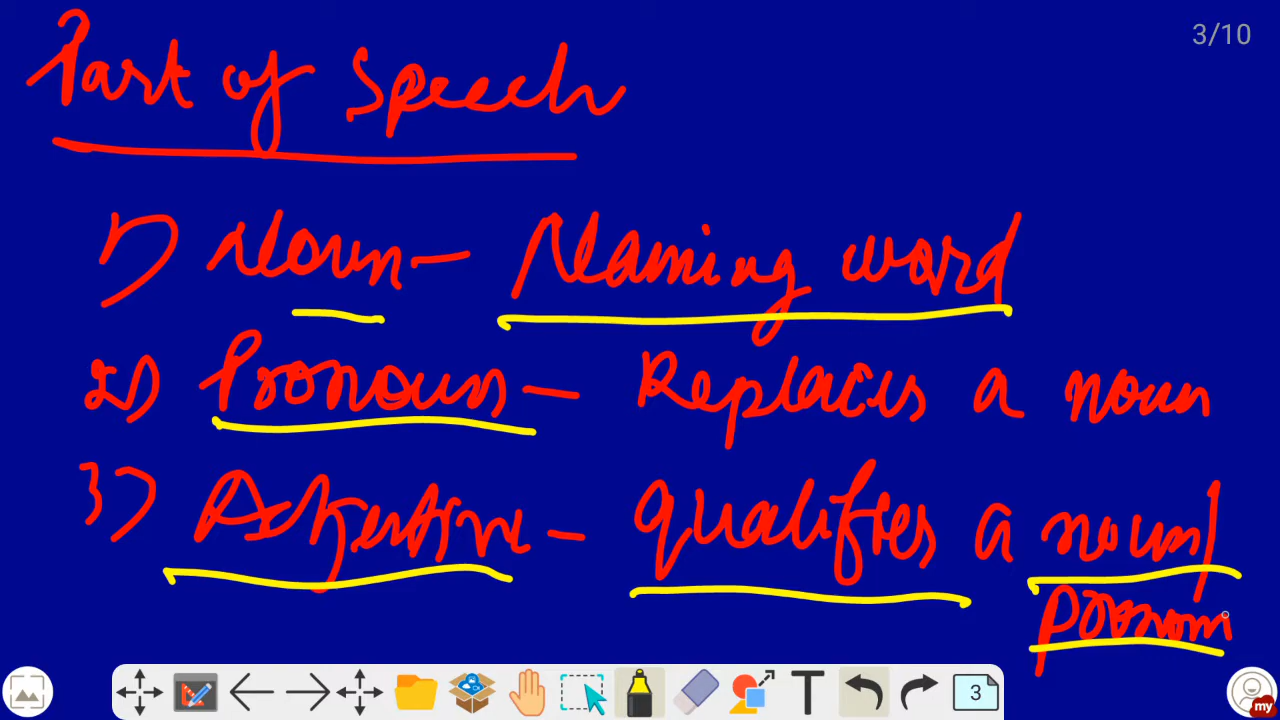 3/10
Part of Speech
1) Noun - Naming word
2) Pronoun - Replaces a noun
3) Adjective - qualifies a noun/
pronoun
T
3
my